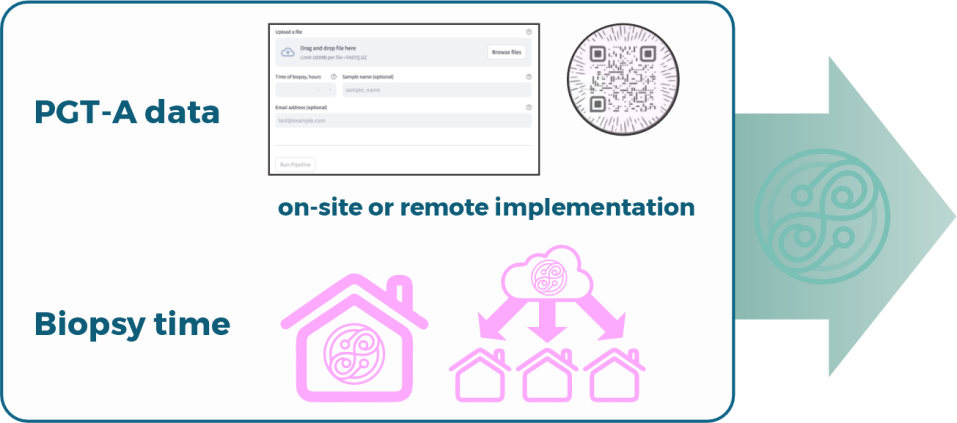 Upload a file
Drag and drop file here
Limit 200MB per file • FASTQ.GZ
Browse files
Time of biopsy, hours
Sample name (optional)
sample_name
Email address (optional)
test@example.com
Run Pipeline
PGT-A data
on-site or remote implementation
Biopsy time